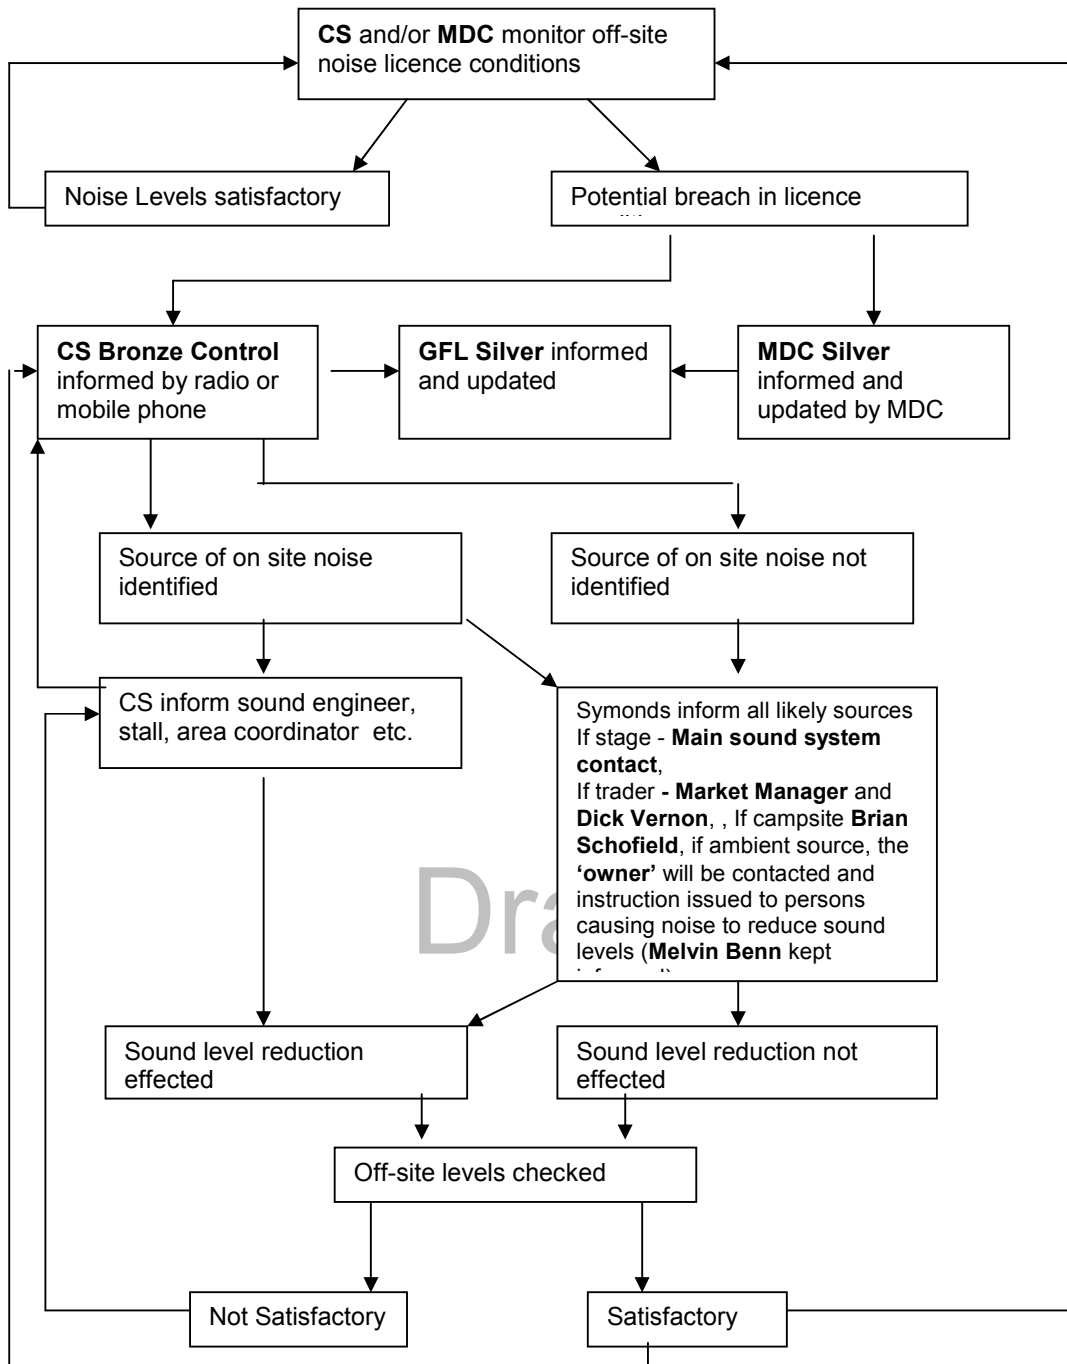 CS and/or MDC monitor off-site
noise licence conditions
Noise Levels satisfactory
Potential breach in licence
CS Bronze Control
informed by radio or
mobile phone
GFL Silver informed
and updated
MDC Silver
informed and
updated by MDC
Source of on site noise
identified
Source of on site noise not
identified
CS inform sound engineer,
stall, area coordinator etc.
Symonds inform all likely sources
If stage - Main sound system
contact,
If trader - Market Manager and
Dick Vernon, , If campsite Brian
Schofield, if ambient source, the
‘owner’ will be contacted and
instruction issued to persons
causing noise to reduce sound
levels (Melvin Benn kept
Sound level reduction
effected
Sound level reduction not
effected
Off-site levels checked
Not Satisfactory
Satisfactory